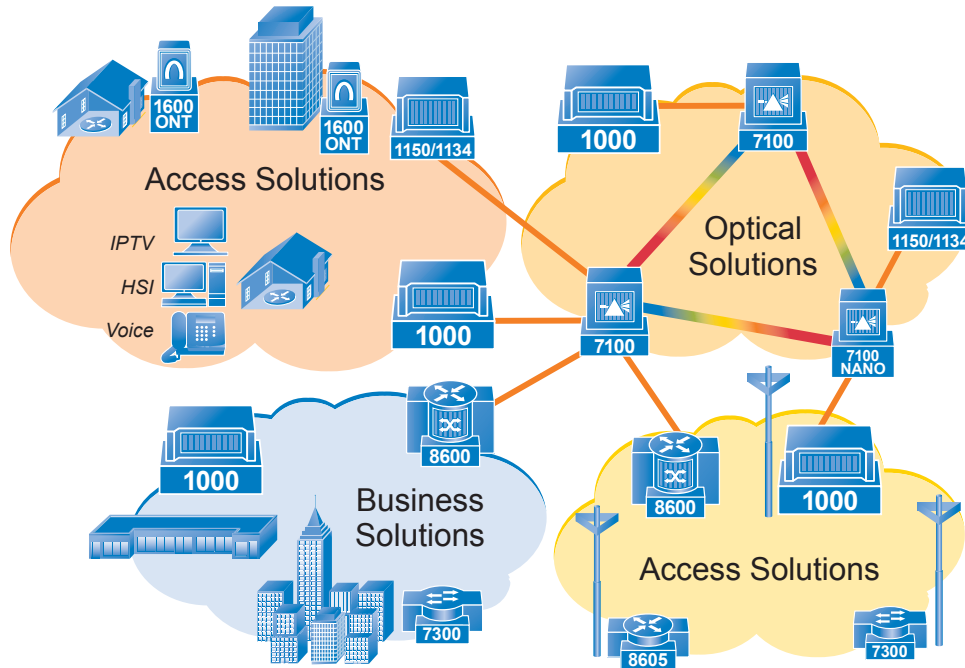 1600
ONT
1600
ONT
1150/1134
Access Solutions
IPTV
HSI
Voice
1000
1000
7100
1150/1134
Optical
Solutions
7100
7100
NANO
1000
8600
Business
Solutions
7300
8600
1000
Access Solutions
8605
7300